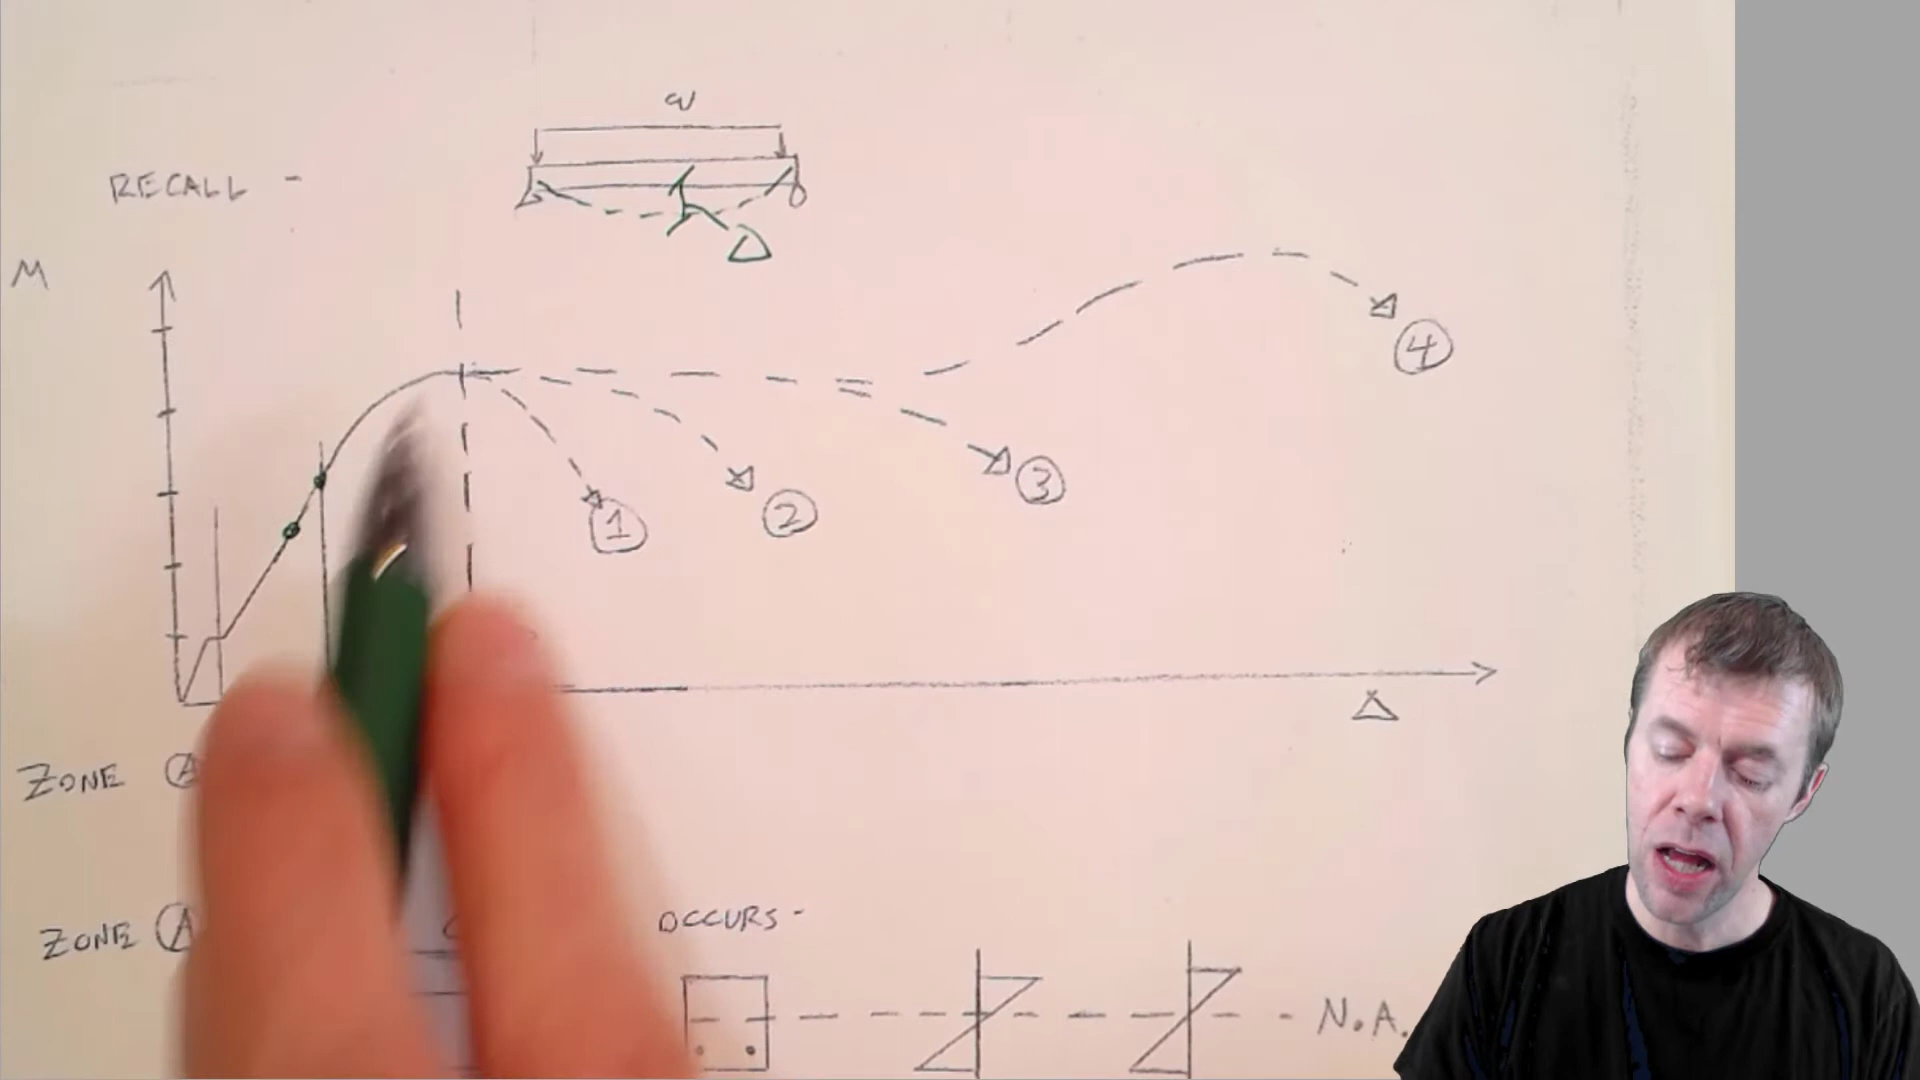 w
RECALL -
Δ
M
4
3
2
1
Δ
ZONE A
ZONE A OCCURS -
N.A.